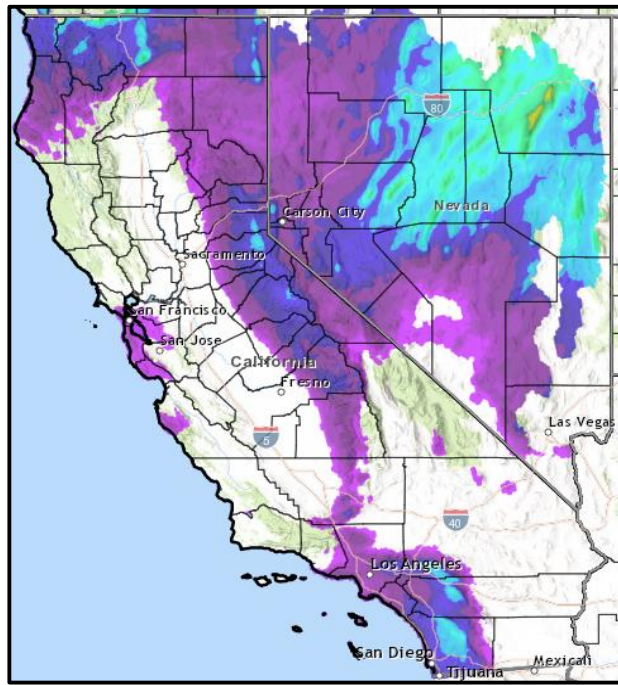 80
Nevada
Carson City
Sacramento
San Francisco
San Jose
California
Fresno
Las Vegas
5
40
Los Angeles
San Diego
Mexicali
Tijuana